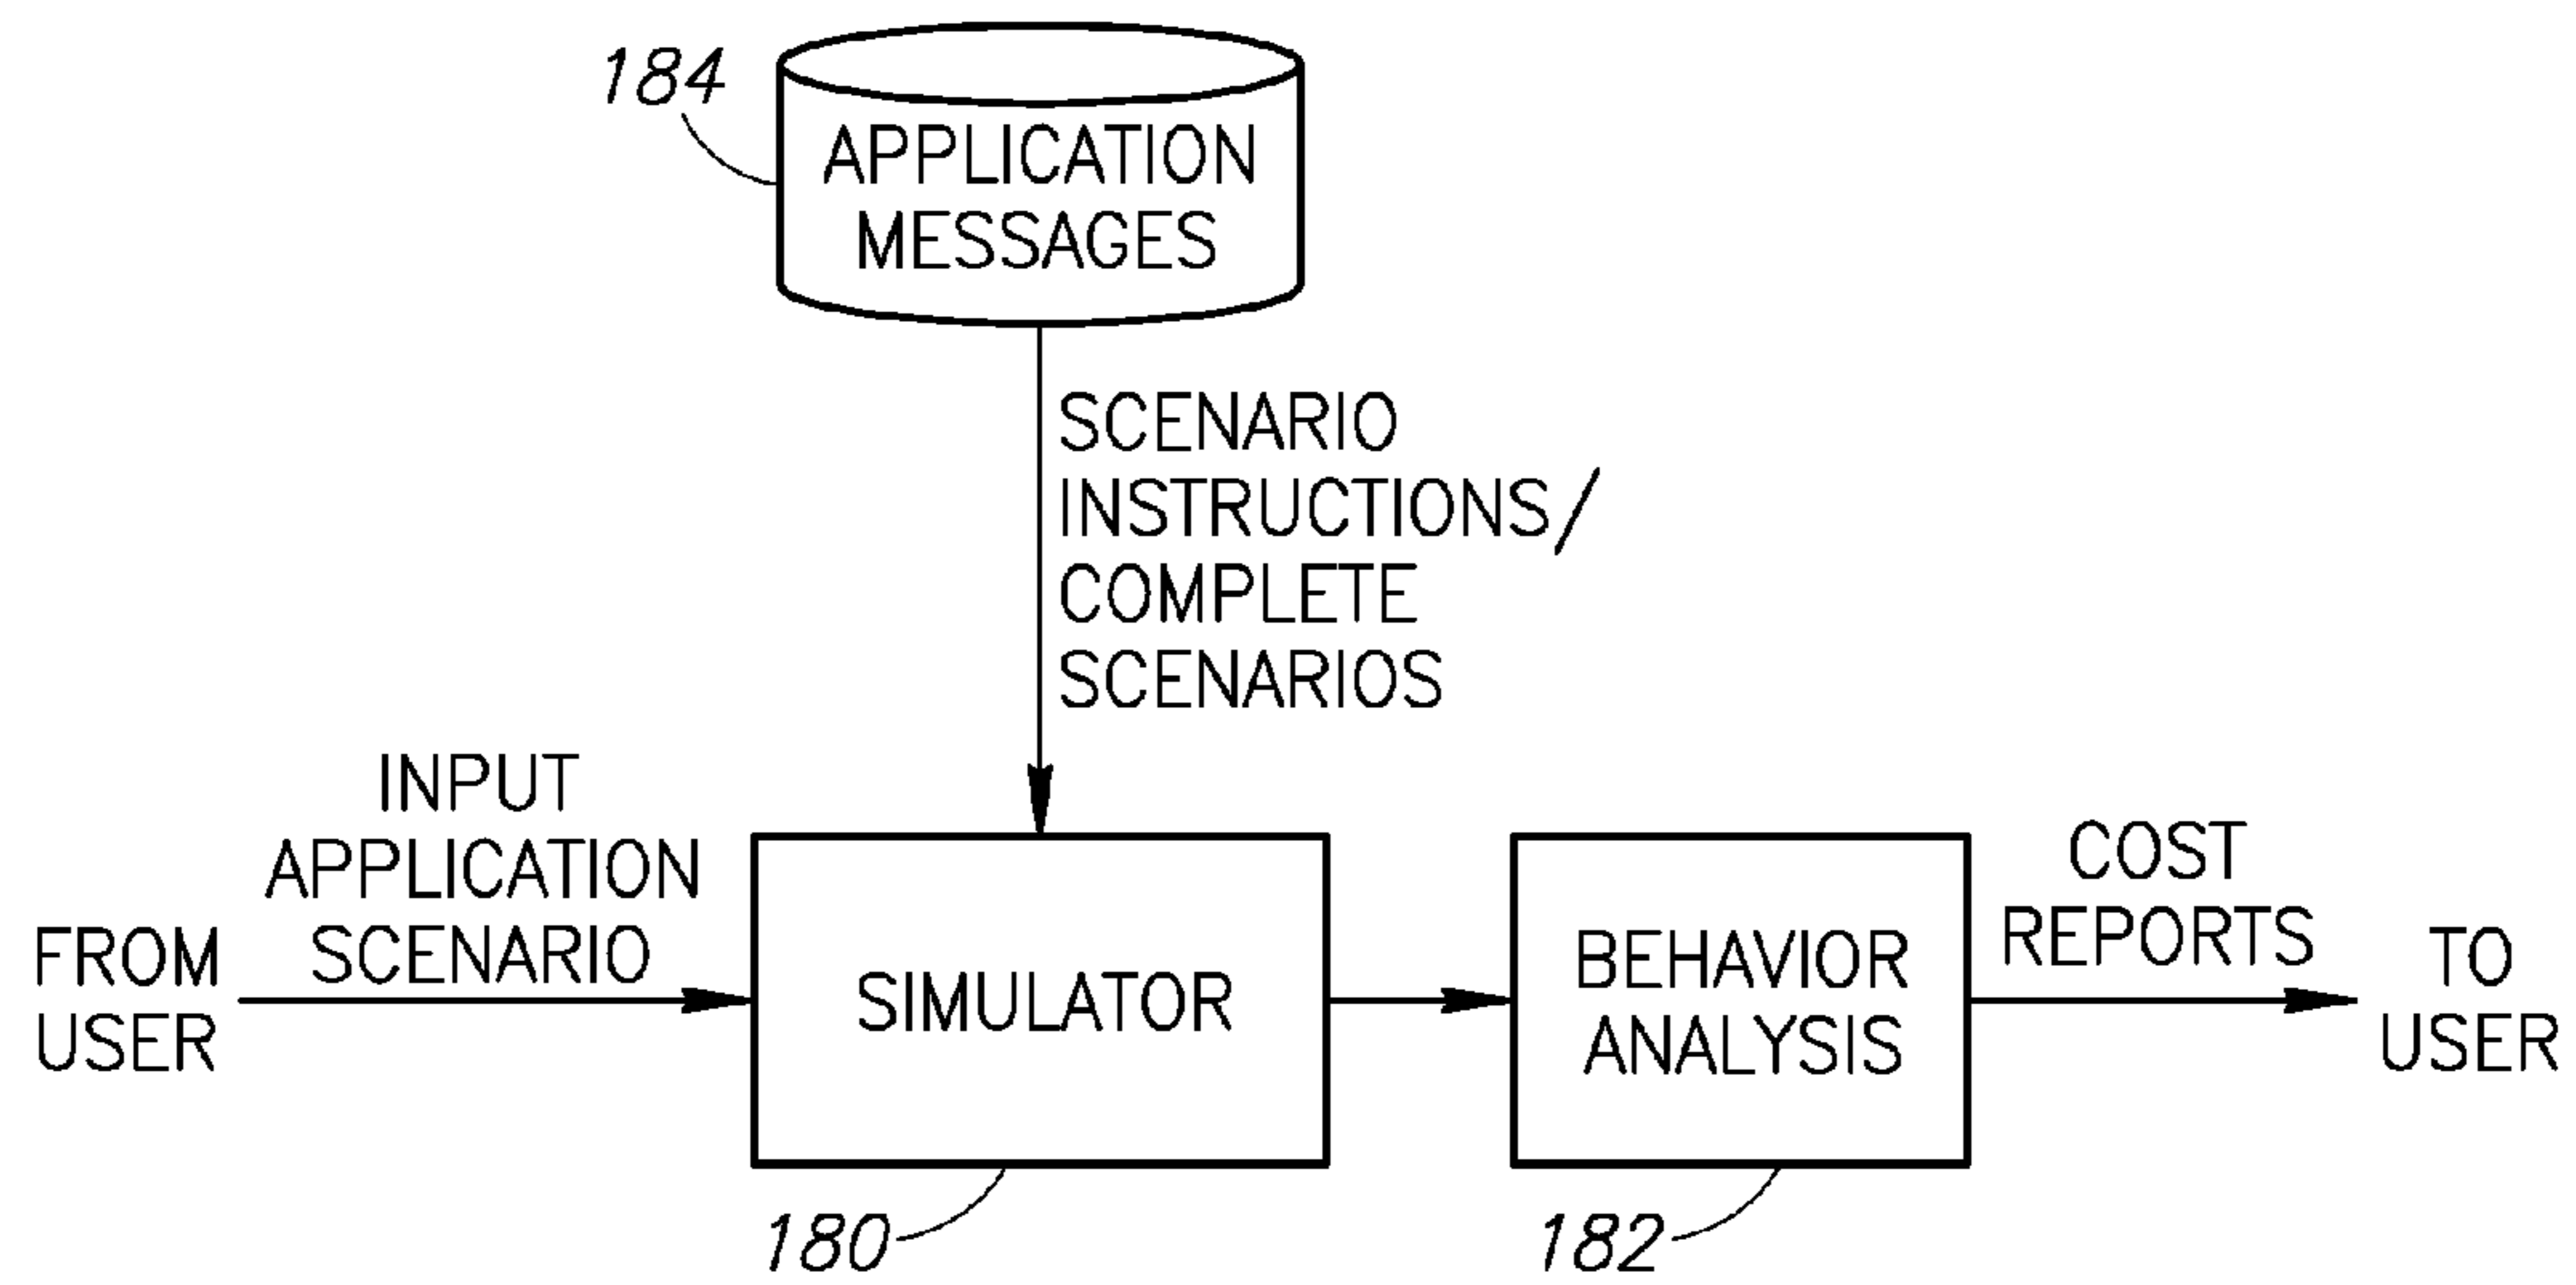 184
APPLICATION
MESSAGES
SCENARIO
INSTRUCTIONS/
COMPLETE
SCENARIOS
INPUT
APPLICATION
SCENARIO
FROM
USER
SIMULATOR
BEHAVIOR
ANALYSIS
COST
REPORTS
TO
USER
180
182